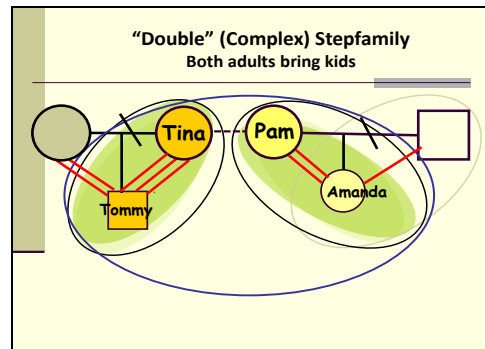 “Double” (Complex) Stepfamily
Both adults bring kids
Tina
Pam
Amanda
Tommy